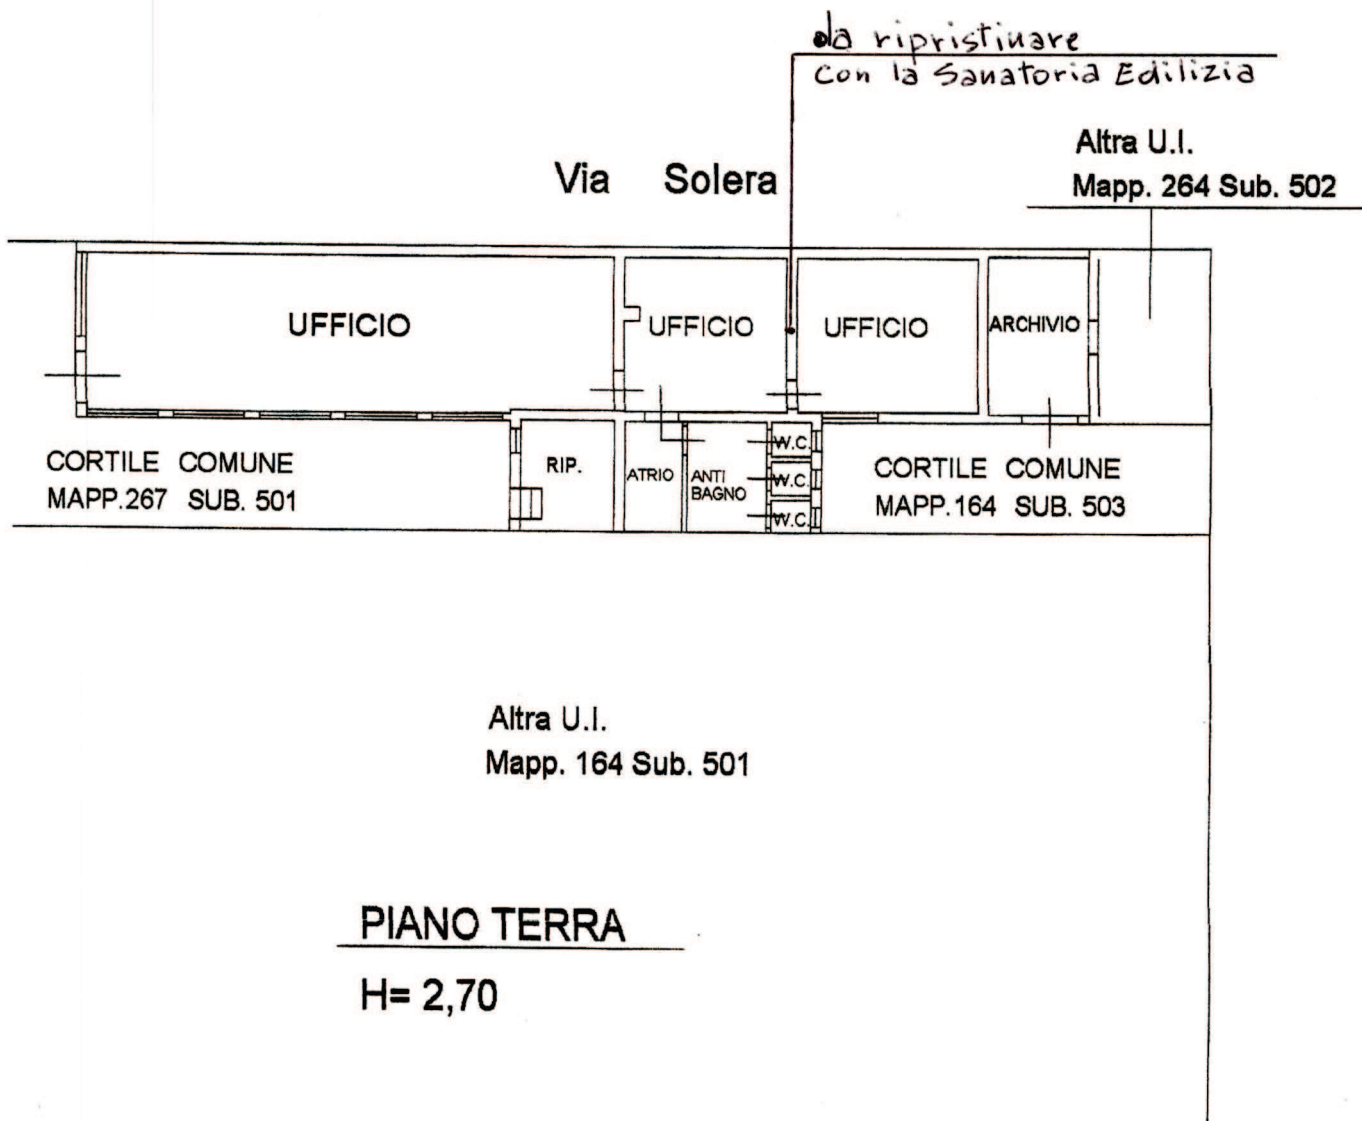 da ripristinare
con la Sanatoria Edilizia
Altra U.I.
Mapp. 264 Sub. 502
Via Solera
UFFICIO
UFFICIO
UFFICIO
ARCHIVIO
CORTILE COMUNE
MAPP.267 SUB. 501
RIP.
ATRIO
ANTI
BAGNO
W.C.
W.C.
W.C.
CORTILE COMUNE
MAPP.164 SUB. 503
Altra U.I.
Mapp. 164 Sub. 501
PIANO TERRA
H= 2,70